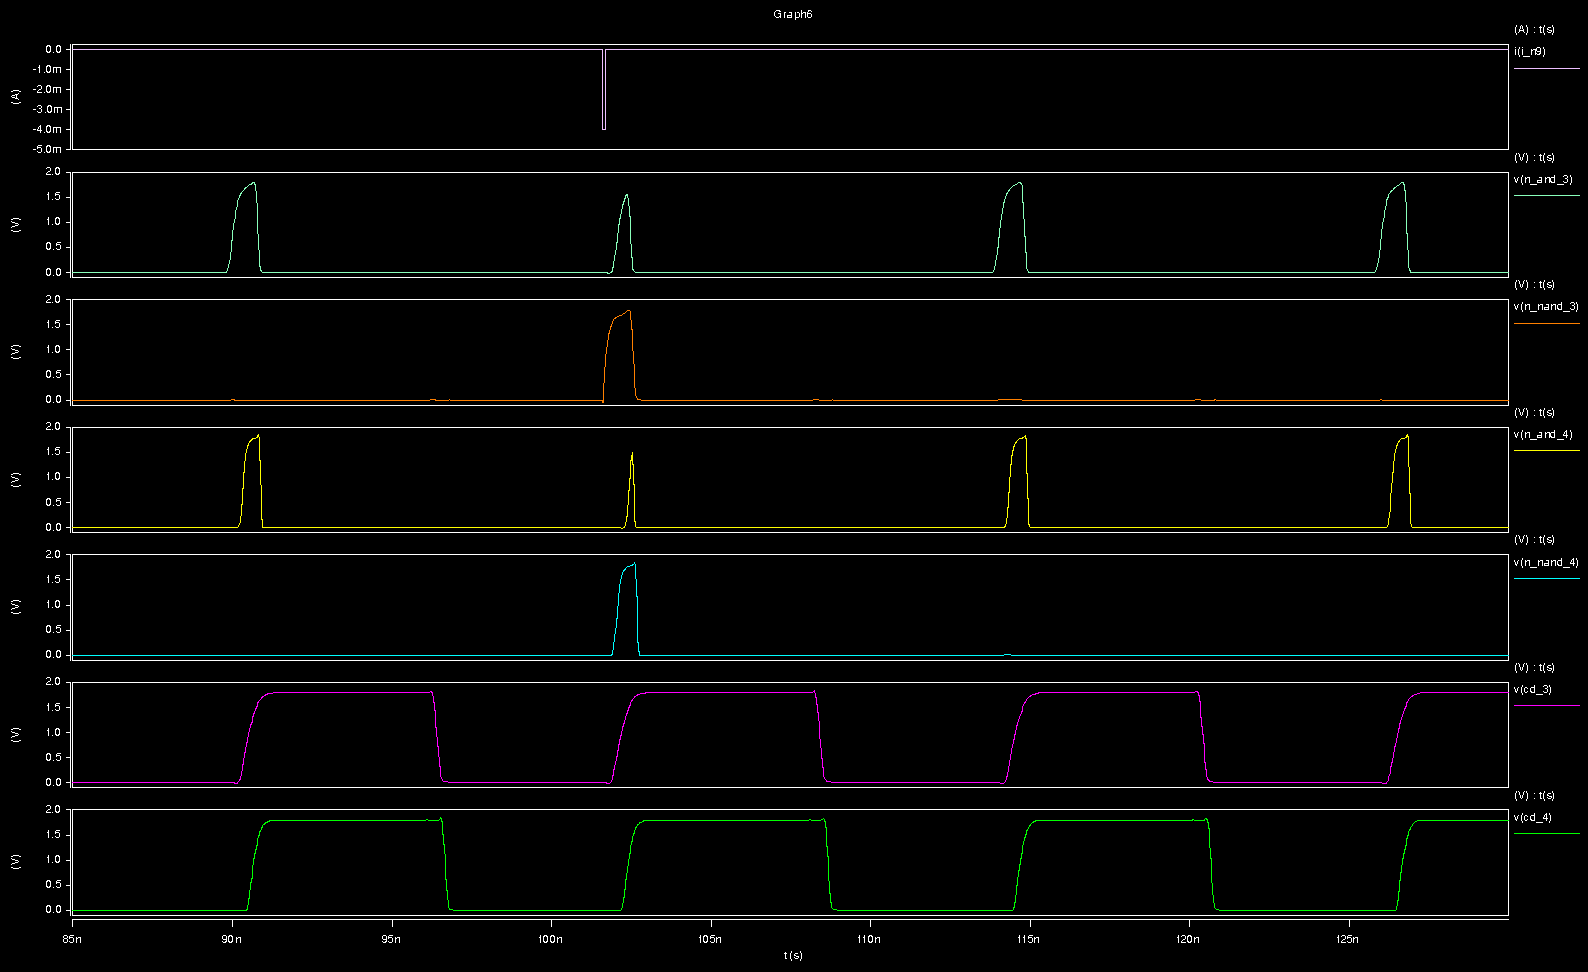 Graph6
(A) : t(s)
i(i_n9)
0.0
-1.0m
-2.0m
-3.0m
-4.0m
-5.0m
(A)
(V) : t(s)
v(n_and_3)
2.0
1.5
1.0
0.5
0.0
(V)
(V) : t(s)
v(n_nand_3)
2.0
1.5
1.0
0.5
0.0
(V)
(V) : t(s)
v(n_and_4)
2.0
1.5
1.0
0.5
0.0
(V)
(V) : t(s)
v(n_nand_4)
2.0
1.5
1.0
0.5
0.0
(V)
(V) : t(s)
v(cd_3)
2.0
1.5
1.0
0.5
0.0
(V)
(V) : t(s)
v(cd_4)
2.0
1.5
1.0
0.5
0.0
(V)
85n 90n 95n 100n 105n 110n 115n 120n 125n
t(s)